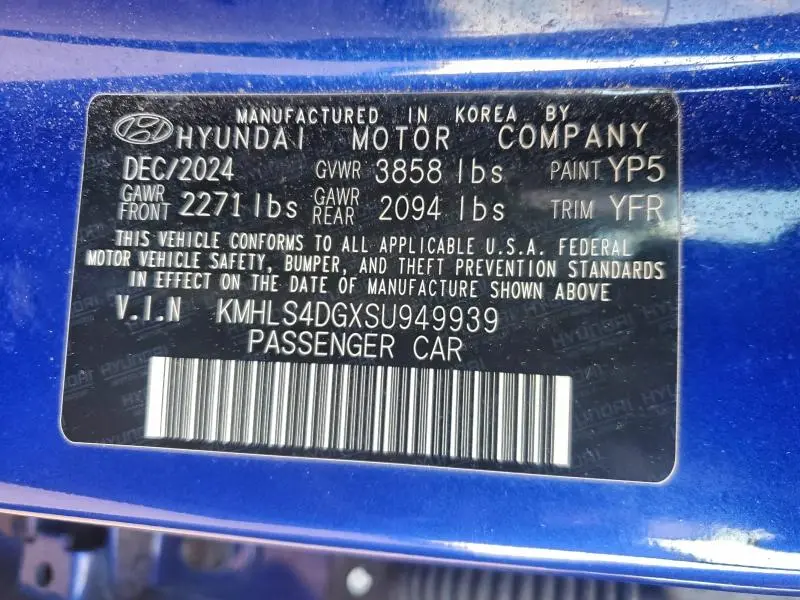 MANUFACTURED IN KOREA BY
HYUNDAI MOTOR COMPANY
DEC/2024 GVWR 3858 lbs PAINT YP5
GAWR FRONT 2271 lbs GAWR REAR 2094 lbs TRIM YFR
THIS VEHICLE CONFORMS TO ALL APPLICABLE U.S.A. FEDERAL
MOTOR VEHICLE SAFETY, BUMPER, AND THEFT PREVENTION STANDARDS
IN EFFECT ON THE DATE OF MANUFACTURE SHOWN ABOVE
V.I.N KMHLS4DGXSU949939
PASSENGER CAR